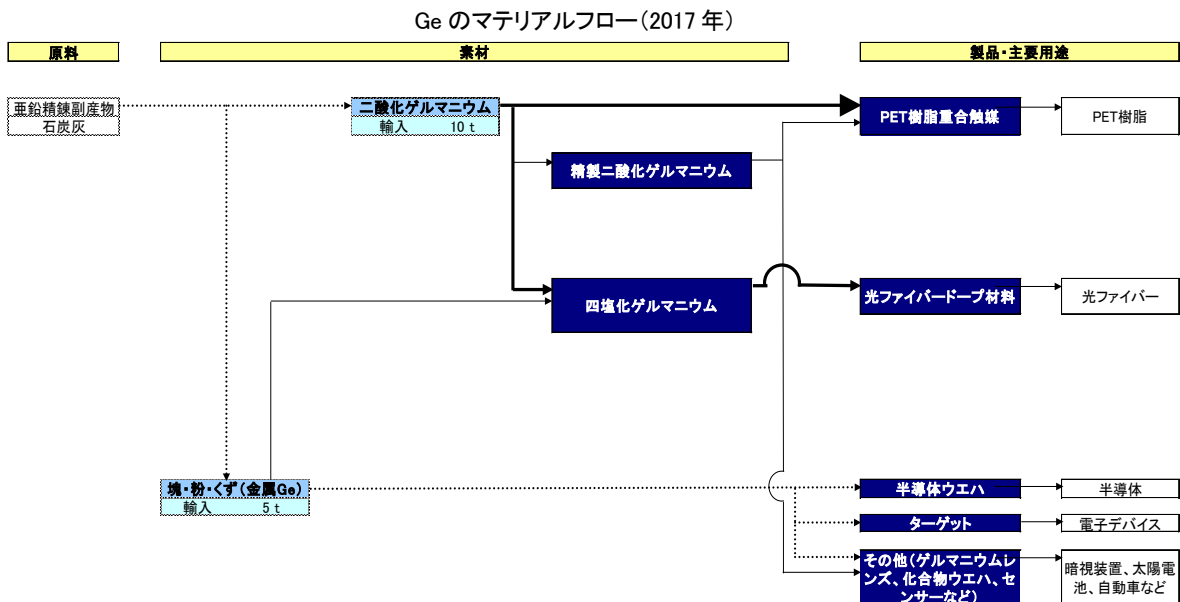 Ge のマテリアルフロー（2017 年）
原料
素材
製品・主要用途
亜鉛精錬副産物
石炭灰
二酸化ゲルマニウム
輸入 10 t
PET樹脂重合触媒
PET樹脂
精製二酸化ゲルマニウム
四塩化ゲルマニウム
光ファイバードープ材料
光ファイバー
塊・粉・くず（金属Ge）
輸入 5 t
半導体ウエハ
半導体
ターゲット
電子デバイス
その他（ゲルマニウムレ
ンズ、化合物ウエハ、セ
ンサーなど）
暗視装置、太陽電
池、自動車など